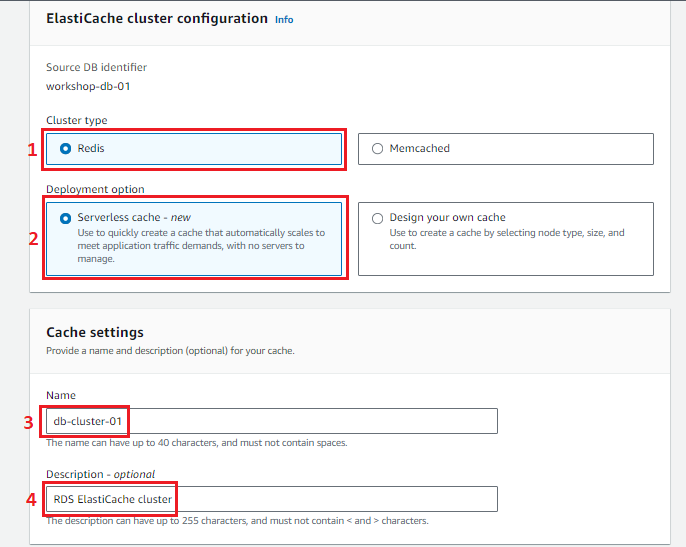 ElastiCache cluster configuration Info
Source DB identifier
workshop-db-01
Cluster type
1 Redis Memcached
Deployment option
2
Serverless cache - new
Use to quickly create a cache that automatically scales to
meet application traffic demands, with no servers to
manage.
Design your own cache
Use to create a cache by selecting node type, size, and
count.
Cache settings
Provide a name and description (optional) for your cache.
Name
3 db-cluster-01
The name can have up to 40 characters, and must not contain spaces.
Description - optional
4 RDS ElastiCache cluster
The description can have up to 255 characters, and must not contain < and > characters.